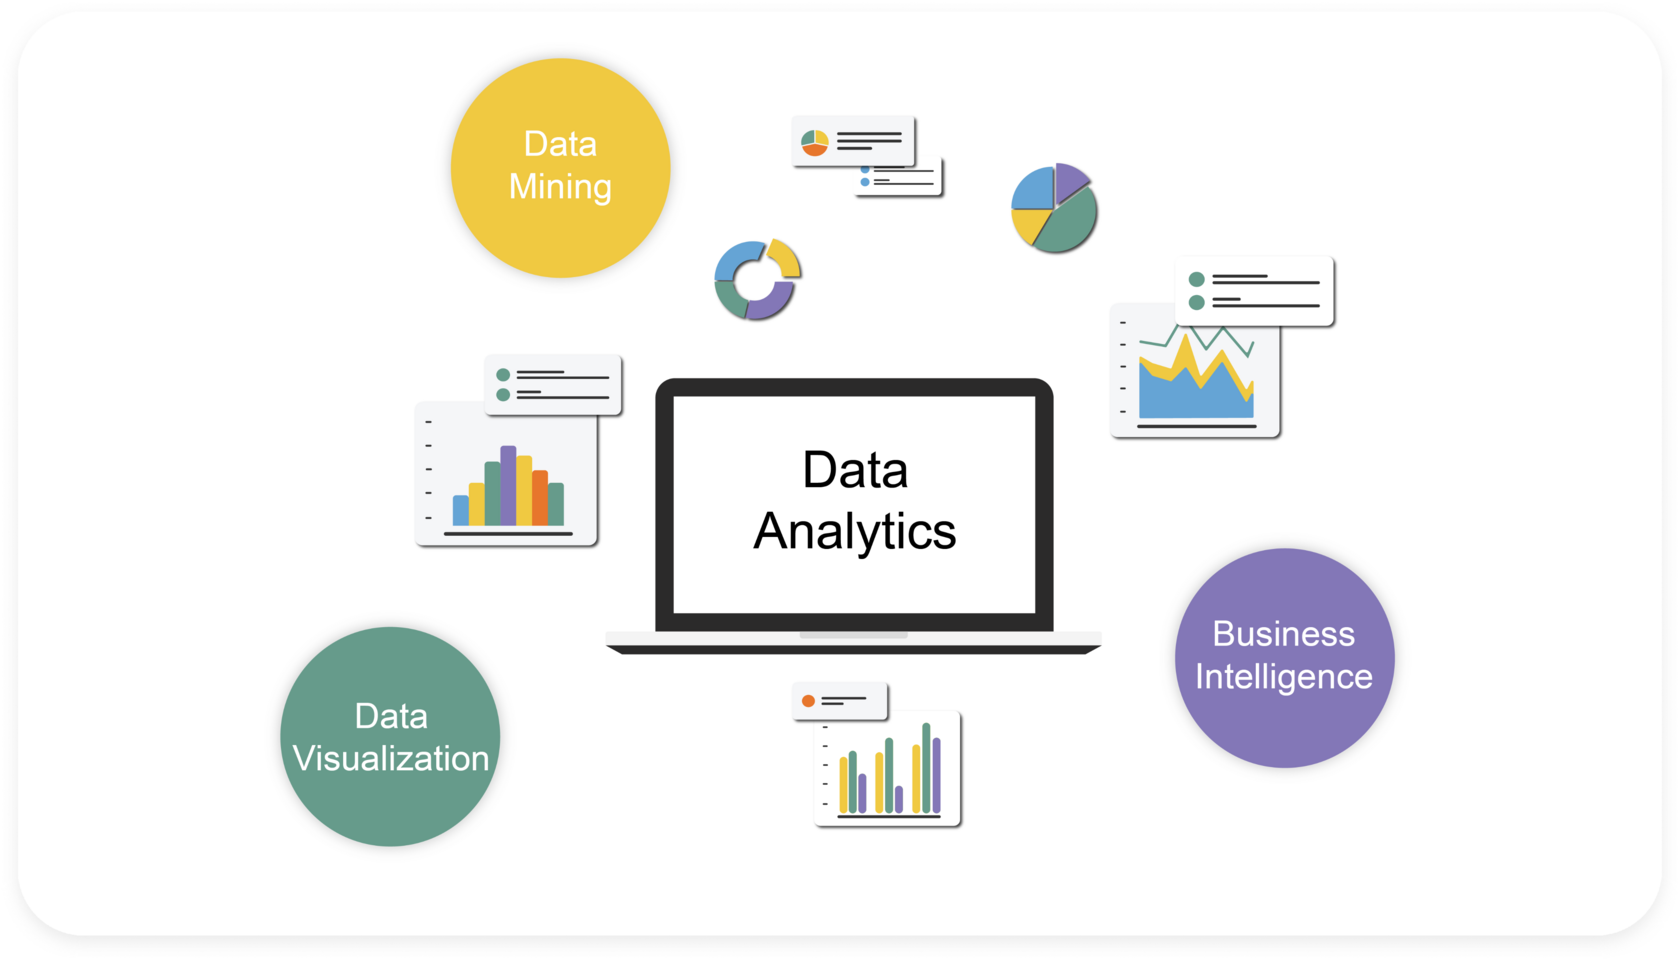 Data
Mining
Data
Analytics
Business
Intelligence
Data
Visualization